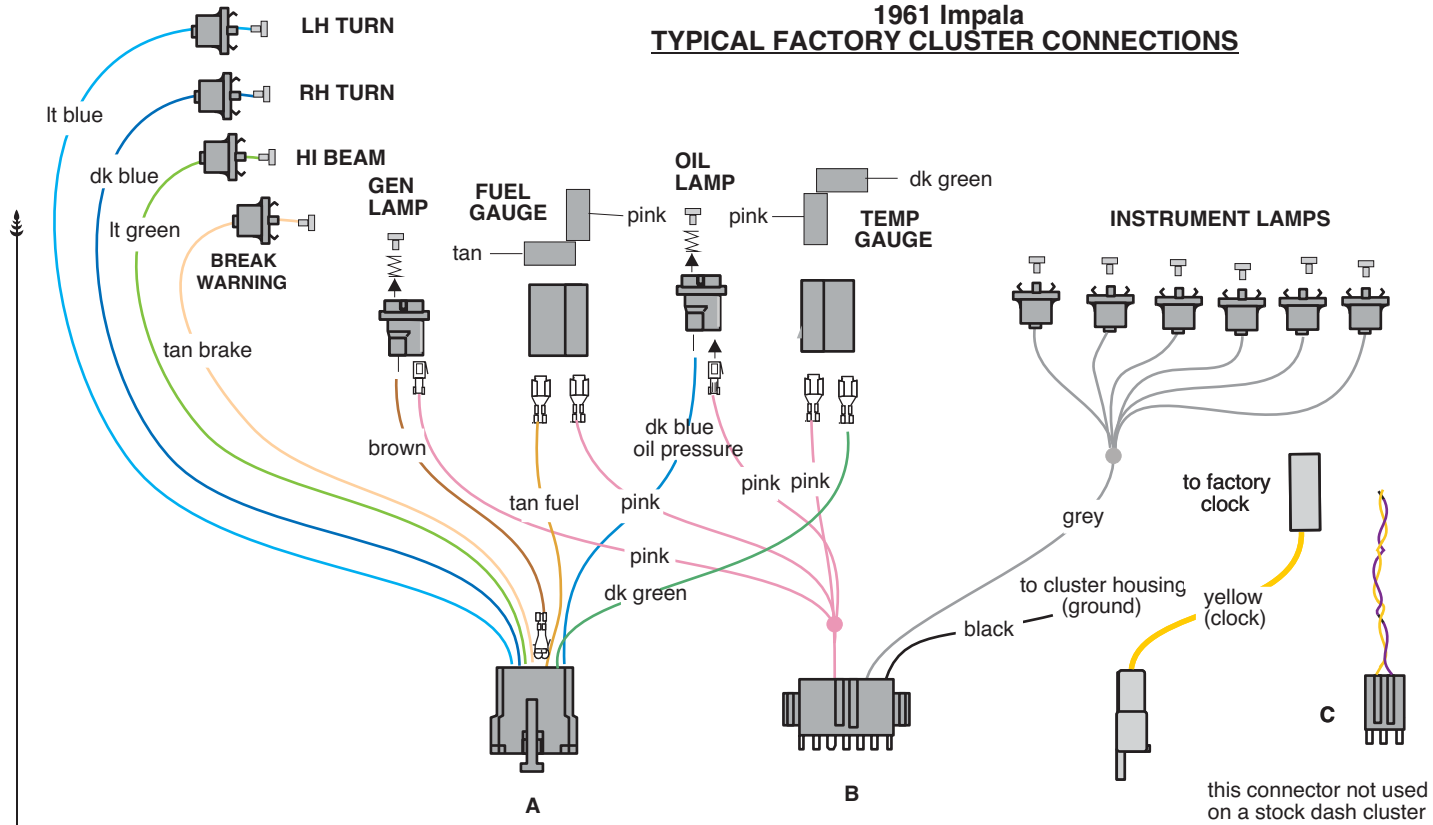 1961 Impala
TYPICAL FACTORY CLUSTER CONNECTIONS
LH TURN
lt blue
RH TURN
dk blue
HI BEAM
lt green
BREAK
WARNING
tan brake
GEN
LAMP
FUEL
GAUGE
pink
tan
OIL
LAMP
dk green
pink
TEMP
GAUGE
INSTRUMENT LAMPS
brown
dk blue
oil pressure
tan fuel
pink
pink
pink
pink
dk green
grey
to cluster housing
(ground)
black
to factory
clock
yellow
(clock)
A
B
C
this connector not used
on a stock dash cluster